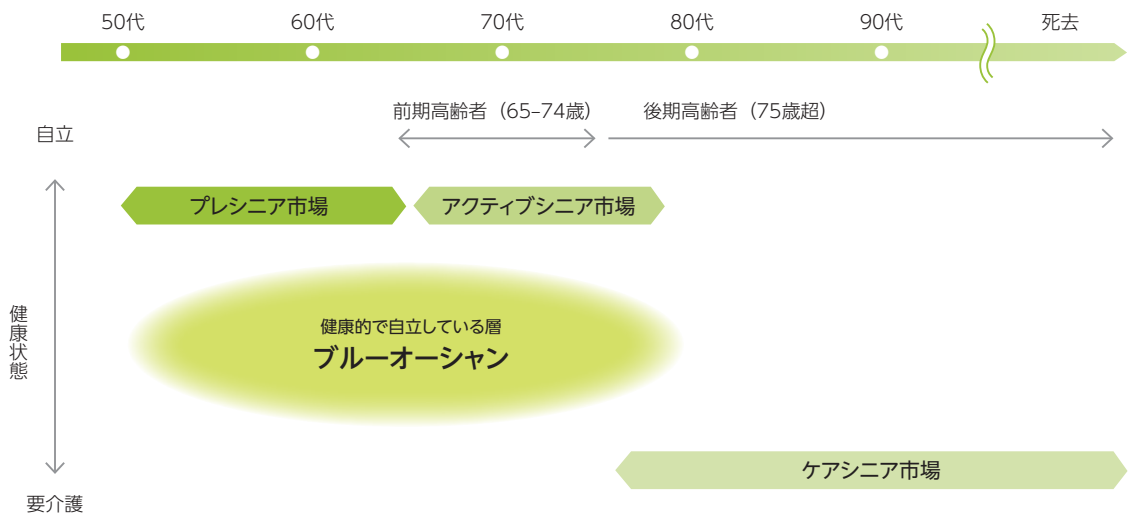 50代 60代 70代 80代 90代 死去
前期高齢者（65–74歳） 後期高齢者（75歳超）
自立
プレシニア市場 アクティブシニア市場
健康状態
健康的で自立している層
ブルーオーシャン
ケアシニア市場
要介護